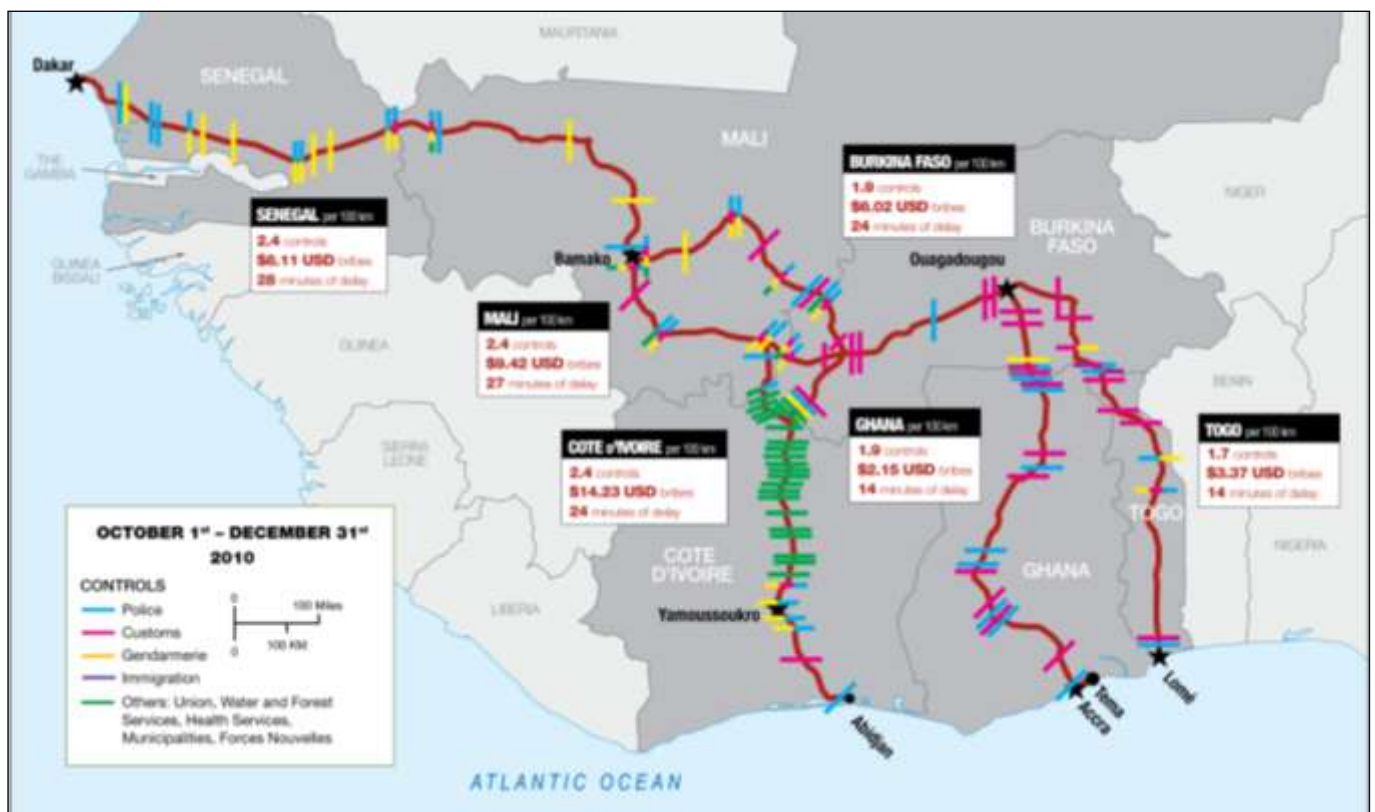 MAURITANIA
Dakar
SENEGAL
MALI
THE
GAMBIA
BURKINA FASO per 100 km
1.9 controls
$6.02 USD bribes
24 minutes of delay
NIGER
SENEGAL per 100 km
2.4 controls
$6.11 USD bribes
28 minutes of delay
BURKINA
FASO
GUINEA
BISSAU
Bamako
Ouagadougou
MALI per 100 km
2.4 controls
$8.42 USD bribes
27 minutes of delay
GUINEA
BENIN
COTE D'IVOIRE per 100 km
2.4 controls
$14.23 USD bribes
24 minutes of delay
GHANA per 100 km
1.9 controls
$2.15 USD bribes
14 minutes of delay
TOGO per 100 km
1.7 controls
$3.37 USD bribes
14 minutes of delay
SIERRA
LEONE
TOGO
OCTOBER 1st – DECEMBER 31st
2010
CONTROLS
Police
Customs
Gendarmerie
Immigration
Others: Union, Water and Forest
Services, Health Services,
Municipalities, Forces Nouvelles
0 100 Miles
0 100 KM
NIGERIA
COTE
D'IVOIRE
GHANA
LIBERIA
Yamoussoukro
Abidjan
Tema
Accra
Lomé
ATLANTIC OCEAN